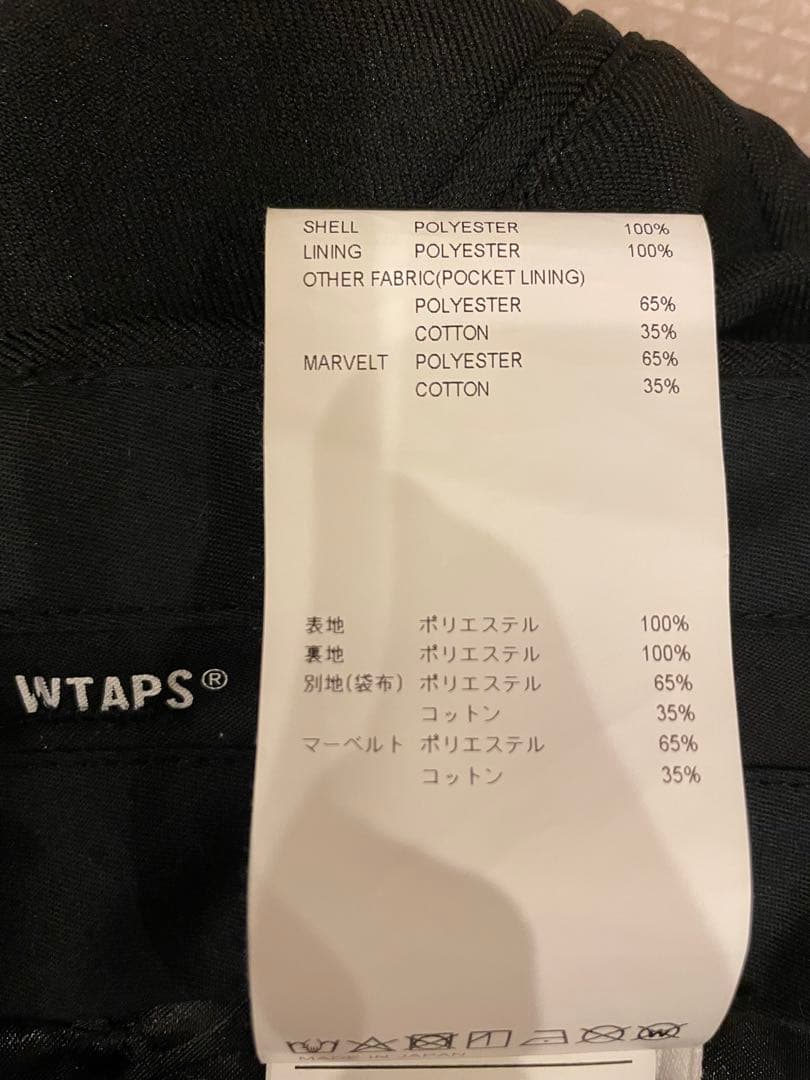 SHELL POLYESTER 100%
LINING POLYESTER 100%
OTHER FABRIC(POCKET LINING)
POLYESTER 65%
COTTON 35%
MARVELT POLYESTER 65%
COTTON 35%
表地 ポリエステル 100%
裏地 ポリエステル 100%
別地(袋布) ポリエステル 65%
コットン 35%
マーベルト ポリエステル 65%
コットン 35%
WTAPS®
MADE IN JAPAN